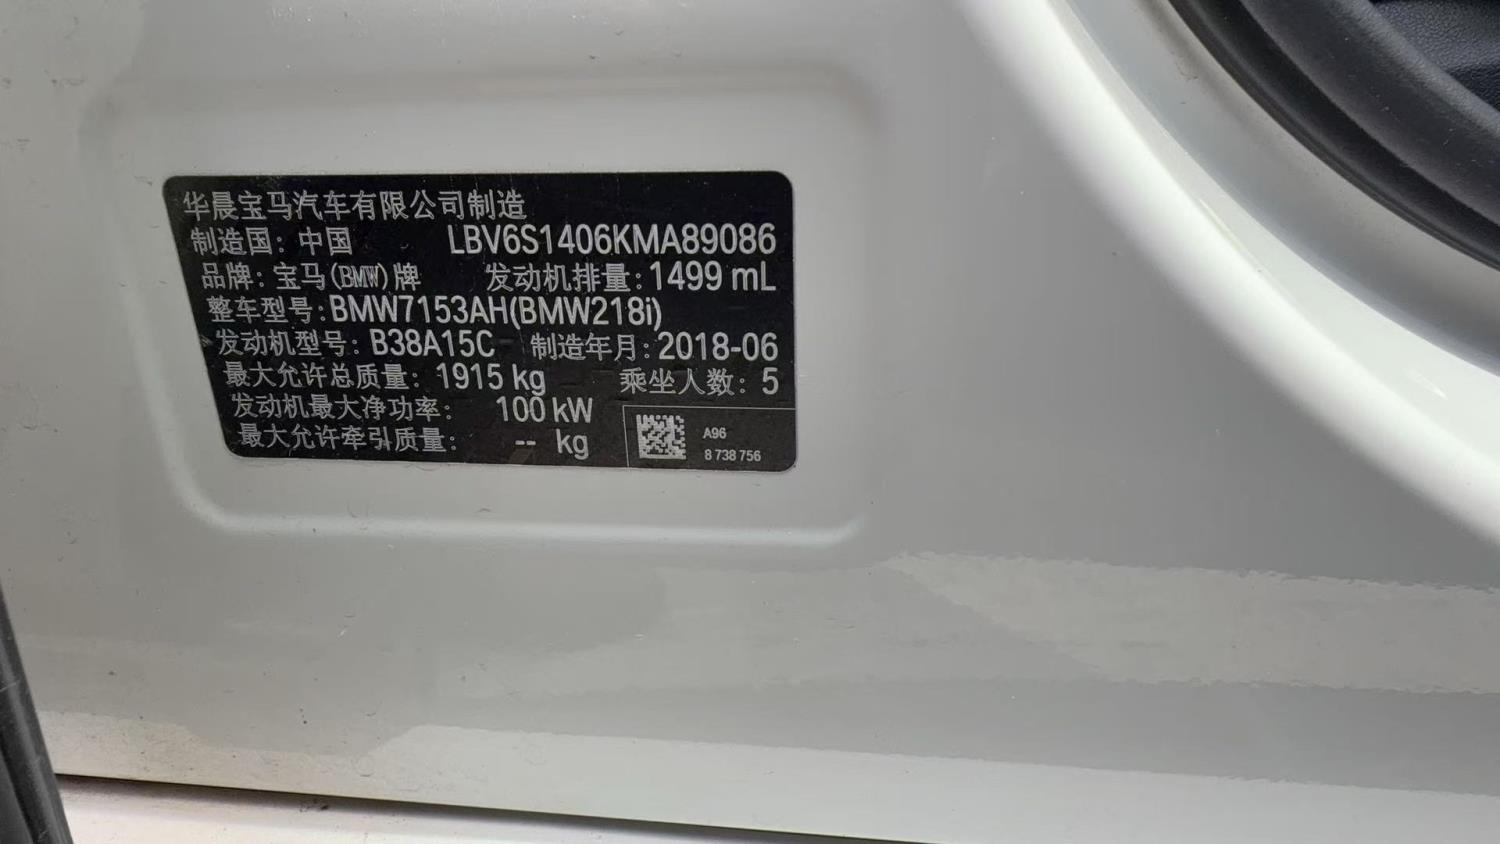 华晨宝马汽车有限公司制造
制造国：中国 LBV6S1406KMA89086
品牌：宝马(BMW)牌 发动机排量：1499 mL
整车型号：BMW7153AH(BMW218i)
发动机型号：B38A15C 制造年月：2018-06
最大允许总质量：1915 kg 乘坐人数：5
发动机最大净功率：100 kW
最大允许牵引质量：-- kg
A96
8 738 756